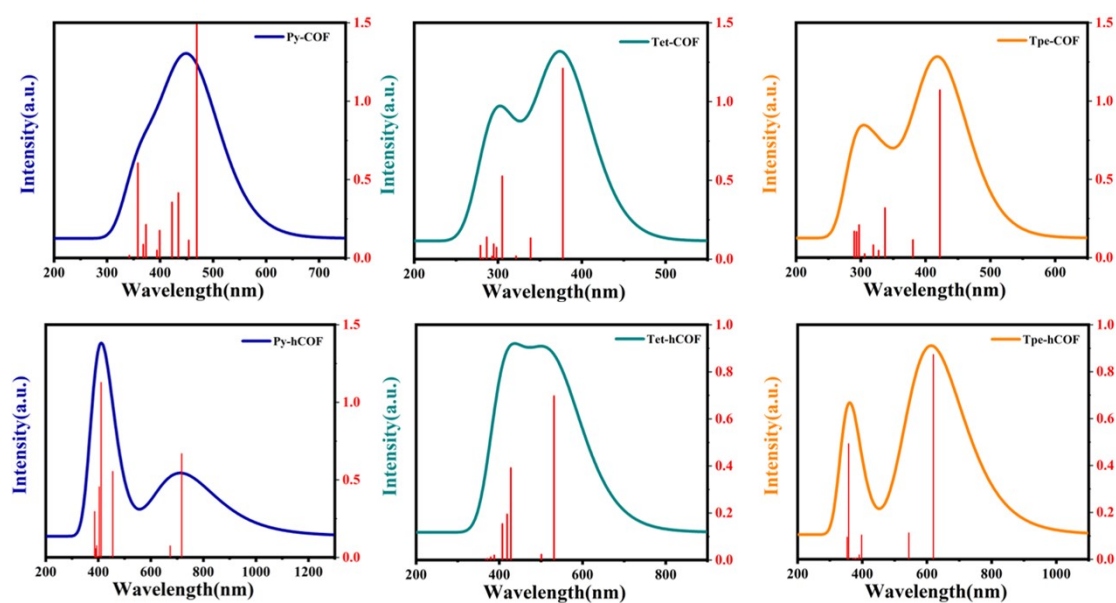 Py-COF
Intensity(a.u.)
1.5
1.0
0.5
0.0
200 300 400 500 600 700
Wavelength(nm)
Tet-COF
Intensity(a.u.)
1.5
1.0
0.5
0.0
200 300 400 500
Wavelength(nm)
Tpe-COF
Intensity(a.u.)
1.5
1.0
0.5
0.0
200 300 400 500 600
Wavelength(nm)
Py-hCOF
Intensity(a.u.)
1.5
1.0
0.5
0.0
200 400 600 800 1000 1200
Wavelength(nm)
Tet-hCOF
Intensity(a.u.)
1.0
0.8
0.6
0.4
0.2
0.0
200 400 600 800
Wavelength(nm)
Tpe-hCOF
Intensity(a.u.)
1.0
0.8
0.6
0.4
0.2
0.0
200 400 600 800 1000
Wavelength(nm)